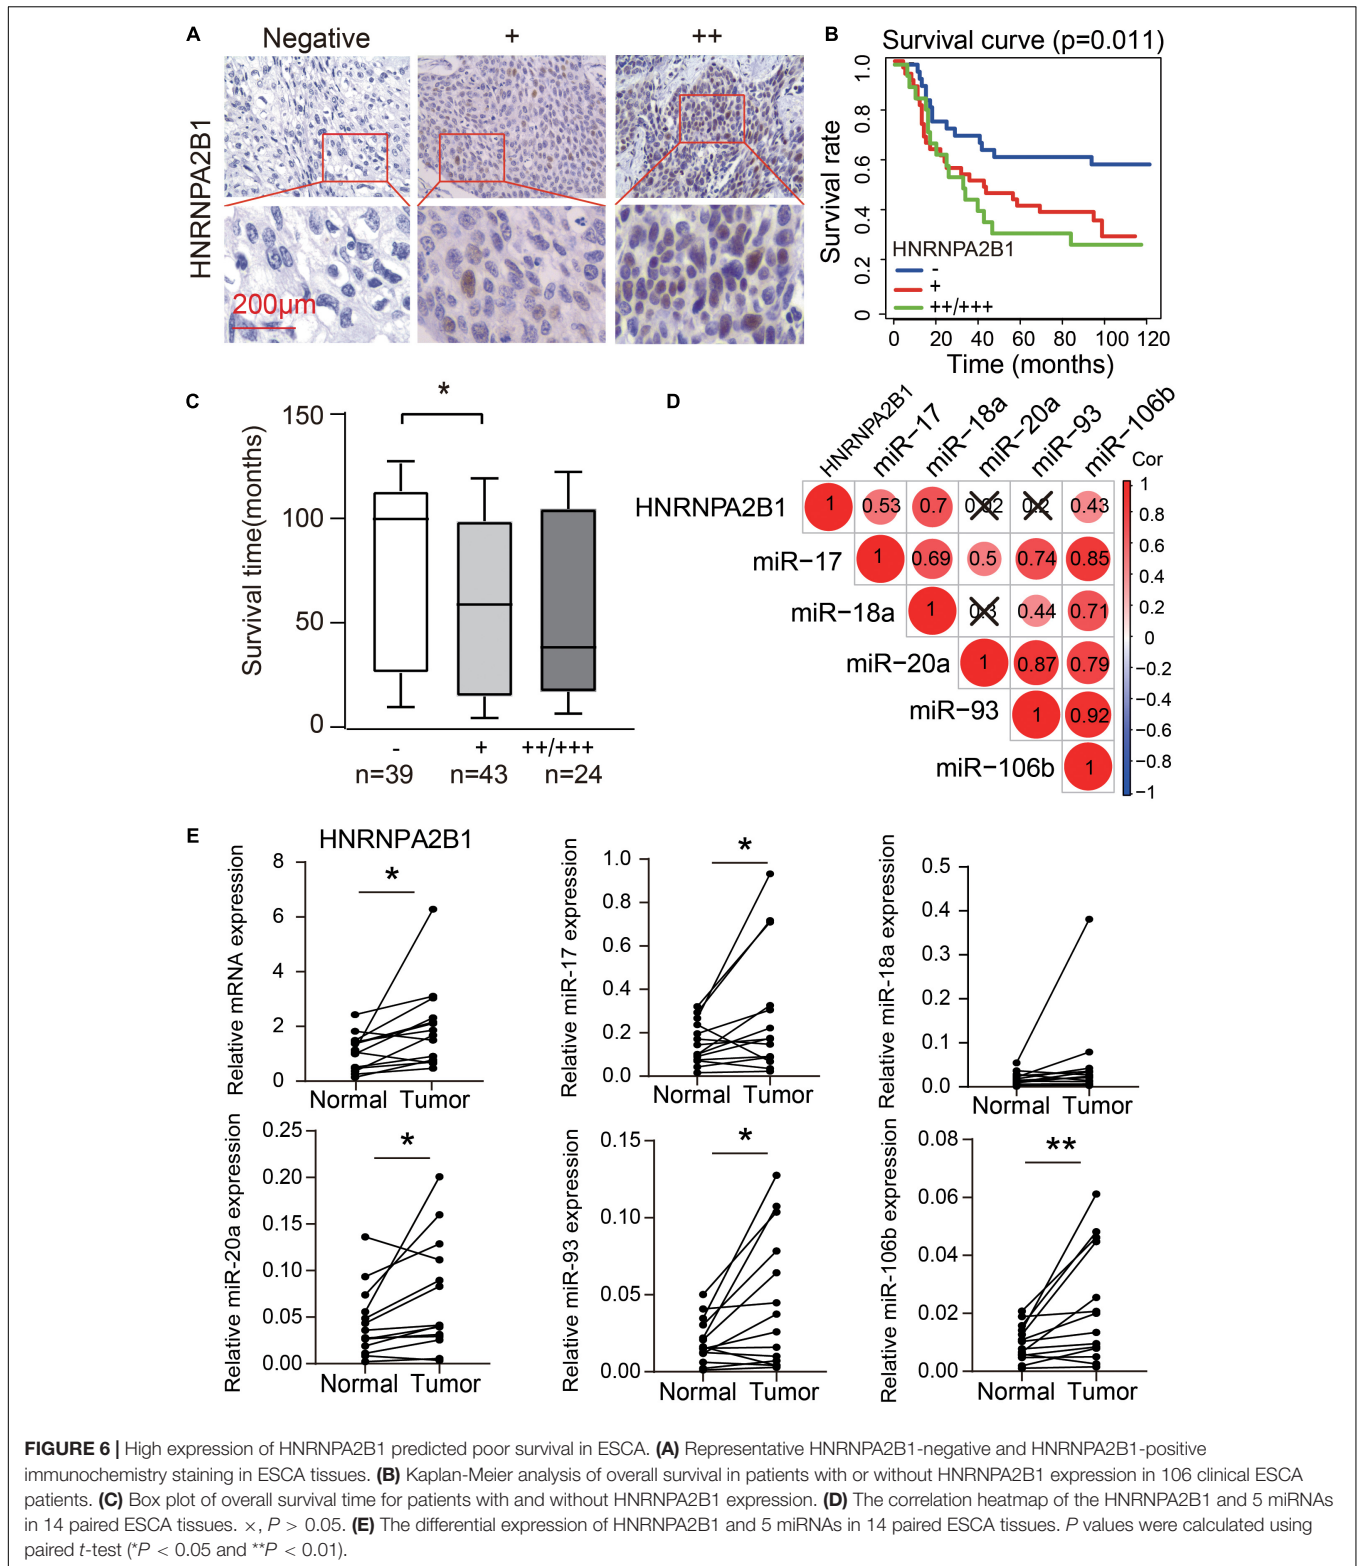 A
Negative
+
++
HNRNPA2B1
200μm
B
Survival curve (p=0.011)
Survival rate
1.0
0.8
0.6
0.4
0.2
0
HNRNPA2B1
-
+
++/+++
0 20 40 60 80 100 120
Time (months)
C
*
Survival time(months)
150
100
50
0
- + ++/+++
n=39 n=43 n=24
D
HNRNPA2B1 miR−17 miR−18a miR−20a miR−93 miR−106b
Cor
HNRNPA2B1 1 0.53 0.7 0.02 0.2 0.43
miR−17 1 0.69 0.5 0.74 0.85
miR−18a 1 0.3 0.44 0.71
miR−20a 1 0.87 0.79
miR−93 1 0.92
miR−106b 1
1
0.8
0.6
0.4
0.2
0
−0.2
−0.4
−0.6
−0.8
−1
E
HNRNPA2B1
*
Relative mRNA expression
8
6
4
2
0
Normal Tumor
*
Relative miR-17 expression
1.0
0.8
0.6
0.4
0.2
0.0
Normal Tumor
Relative miR-18a expression
0.5
0.4
0.3
0.2
0.1
0.0
Normal Tumor
*
Relative miR-20a expression
0.25
0.20
0.15
0.10
0.05
0.00
Normal Tumor
*
Relative miR-93 expression
0.15
0.10
0.05
0.00
Normal Tumor
**
Relative miR-106b expression
0.08
0.06
0.04
0.02
0.00
Normal Tumor
FIGURE 6 | High expression of HNRNPA2B1 predicted poor survival in ESCA. (A) Representative HNRNPA2B1-negative and HNRNPA2B1-positive
immunochemistry staining in ESCA tissues. (B) Kaplan-Meier analysis of overall survival in patients with or without HNRNPA2B1 expression in 106 clinical ESCA
patients. (C) Box plot of overall survival time for patients with and without HNRNPA2B1 expression. (D) The correlation heatmap of the HNRNPA2B1 and 5 miRNAs
in 14 paired ESCA tissues. ×, P > 0.05. (E) The differential expression of HNRNPA2B1 and 5 miRNAs in 14 paired ESCA tissues. P values were calculated using
paired t-test (*P < 0.05 and **P < 0.01).